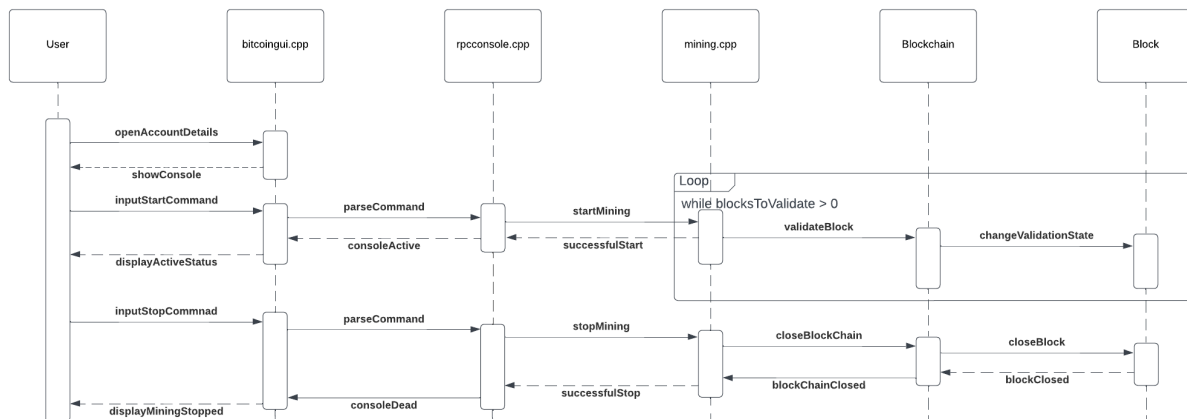 User
bitcoingui.cpp
rpcconsole.cpp
mining.cpp
Blockchain
Block
openAccountDetails
showConsole
Loop
inputStartCommand
while blocksToValidate > 0
parseCommand
startMining
validateBlock
changeValidationState
consoleActive
successfulStart
displayActiveStatus
inputStopCommnad
parseCommand
stopMining
closeBlockChain
closeBlock
blockClosed
blockChainClosed
successfulStop
consoleDead
displayMiningStopped